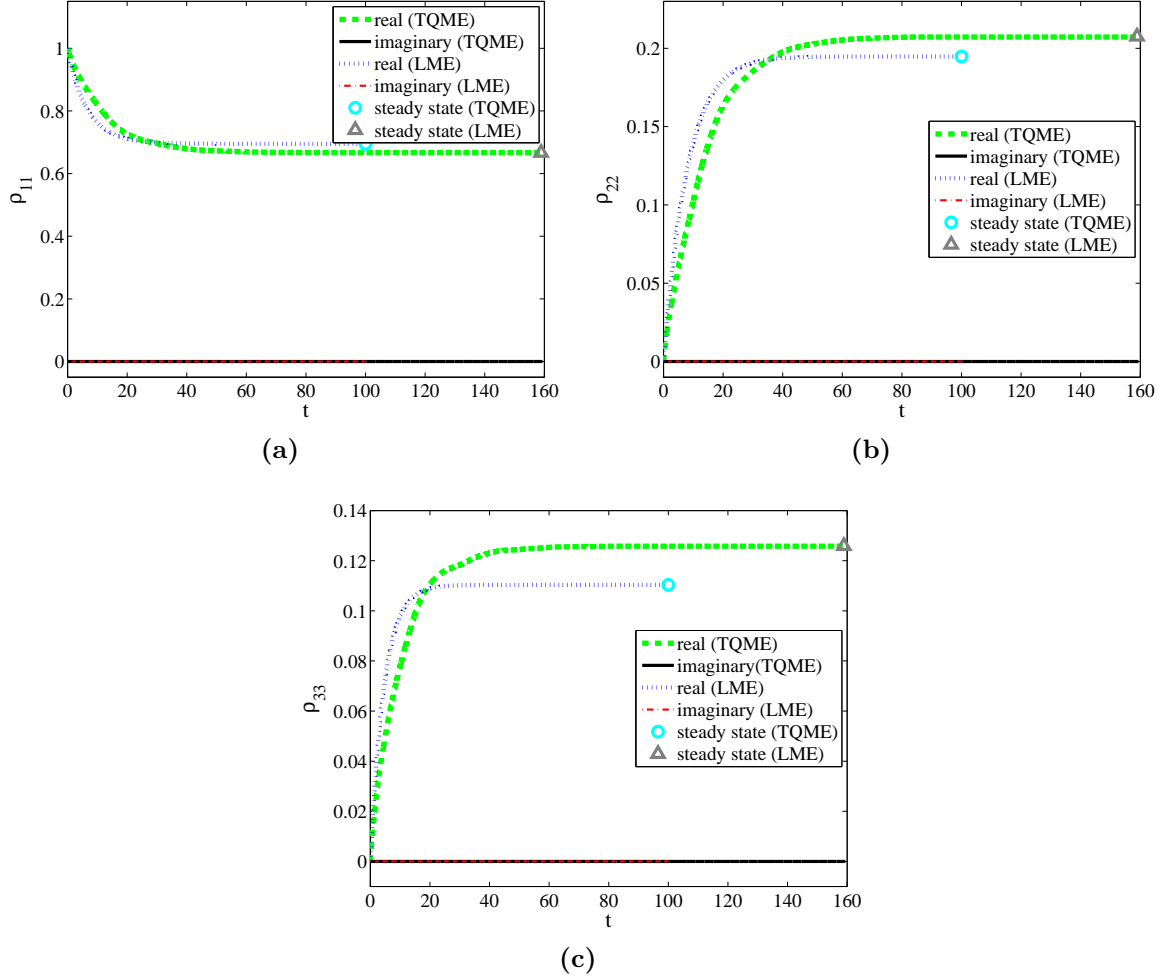 1
0.8
0.6
0.4
0.2
0
ρ11
0 20 40 60 80 100 120 140 160
t
real (TQME)
imaginary (TQME)
real (LME)
imaginary (LME)
steady state (TQME)
steady state (LME)
(a)
0.2
0.15
0.1
0.05
0
ρ22
0 20 40 60 80 100 120 140 160
t
real (TQME)
imaginary (TQME)
real (LME)
imaginary (LME)
steady state (TQME)
steady state (LME)
(b)
0.14
0.12
0.1
0.08
0.06
0.04
0.02
0
ρ33
0 20 40 60 80 100 120 140 160
t
real (TQME)
imaginary(TQME)
real (LME)
imaginary (LME)
steady state (TQME)
steady state (LME)
(c)